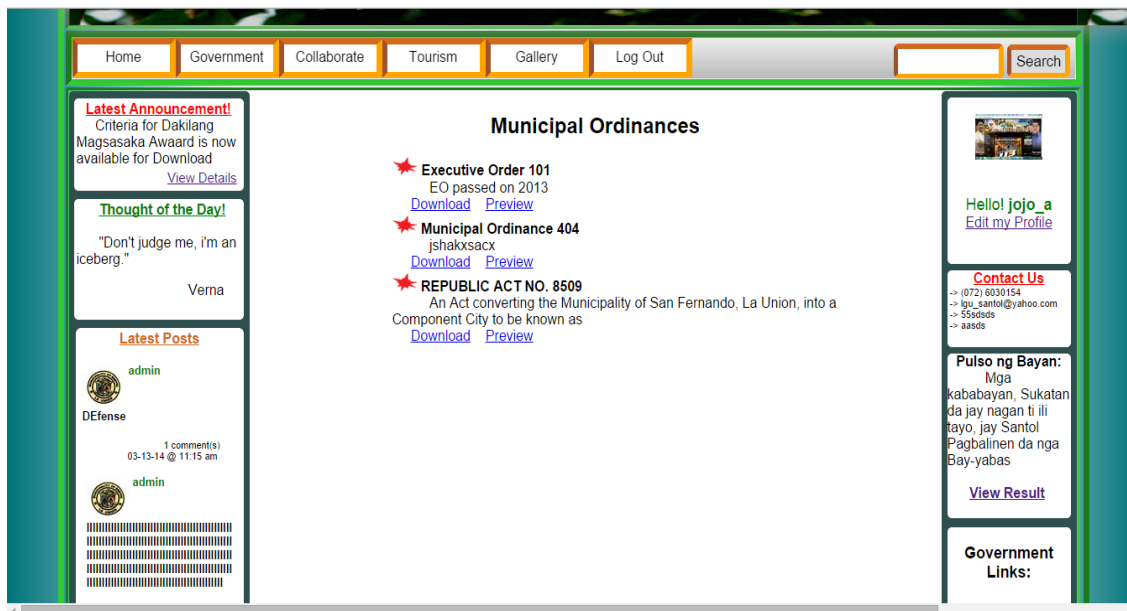 Home Government Collaborate Tourism Gallery Log Out Search
Latest Announcement!
Criteria for Dakilang
Magsasaka Awaard is now
available for Download
View Details
Thought of the Day!
"Don't judge me, i'm an
iceberg."
Verna
Latest Posts
admin
DEfense
1 comment(s)
03-13-14 @ 11:15 am
admin
Municipal Ordinances
Executive Order 101
EO passed on 2013
Download Preview
Municipal Ordinance 404
jshakxsacx
Download Preview
REPUBLIC ACT NO. 8509
An Act converting the Municipality of San Fernando, La Union, into a
Component City to be known as
Download Preview
Hello! jojo_a
Edit my Profile
Contact Us
-> (072) 6030154
-> lgu_santol@yahoo.com
-> 55sdsds
-> aasds
Pulso ng Bayan:
Mga
kababayan, Sukatan
da jay nagan ti ili
tayo, jay Santol
Pagbalinen da nga
Bay-yabas
View Result
Government
Links: